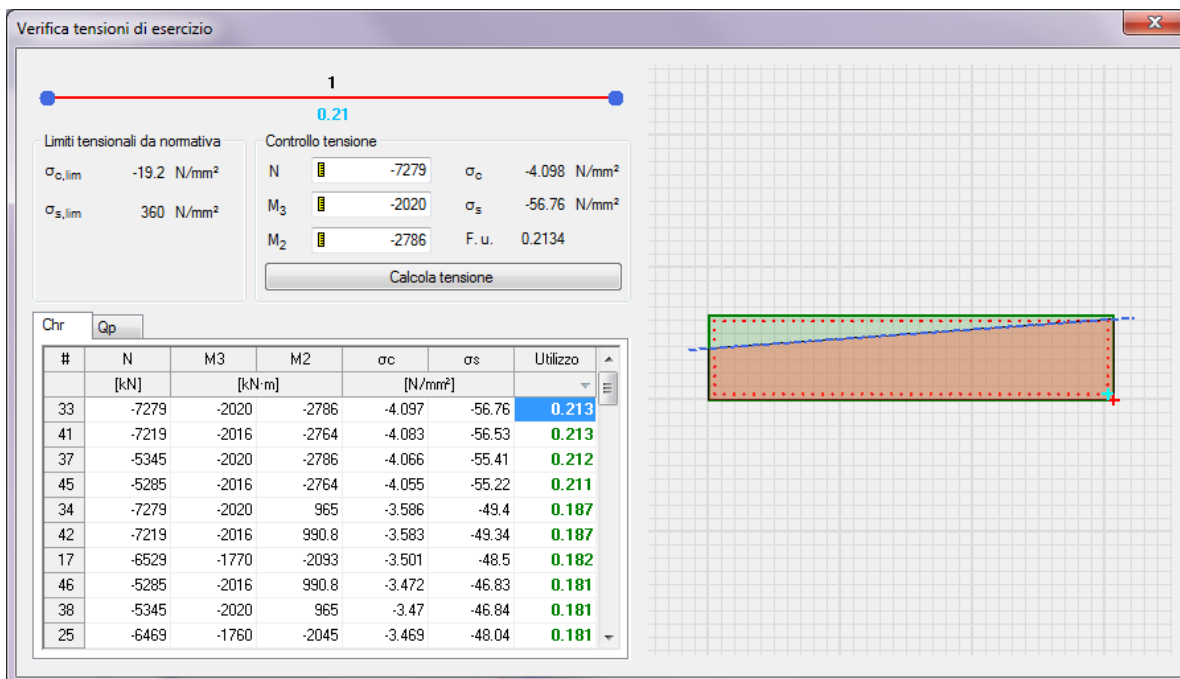 Verifica tensioni di esercizio
x
1
0.21
Limiti tensionali da normativa
σc,lim -19.2 N/mm²
σs,lim 360 N/mm²
Controllo tensione
N -7279 σc -4.098 N/mm²
M3 -2020 σs -56.76 N/mm²
M2 -2786 F. u. 0.2134
Calcola tensione
Chr Qp
# N M3 M2 σc σs Utilizzo
[kN] [kN·m] [N/mm²]
33 -7279 -2020 -2786 -4.097 -56.76 0.213
41 -7219 -2016 -2764 -4.083 -56.53 0.213
37 -5345 -2020 -2786 -4.066 -55.41 0.212
45 -5285 -2016 -2764 -4.055 -55.22 0.211
34 -7279 -2020 965 -3.586 -49.4 0.187
42 -7219 -2016 990.8 -3.583 -49.34 0.187
17 -6529 -1770 -2093 -3.501 -48.5 0.182
46 -5285 -2016 990.8 -3.472 -46.83 0.181
38 -5345 -2020 965 -3.47 -46.84 0.181
25 -6469 -1760 -2045 -3.469 -48.04 0.181